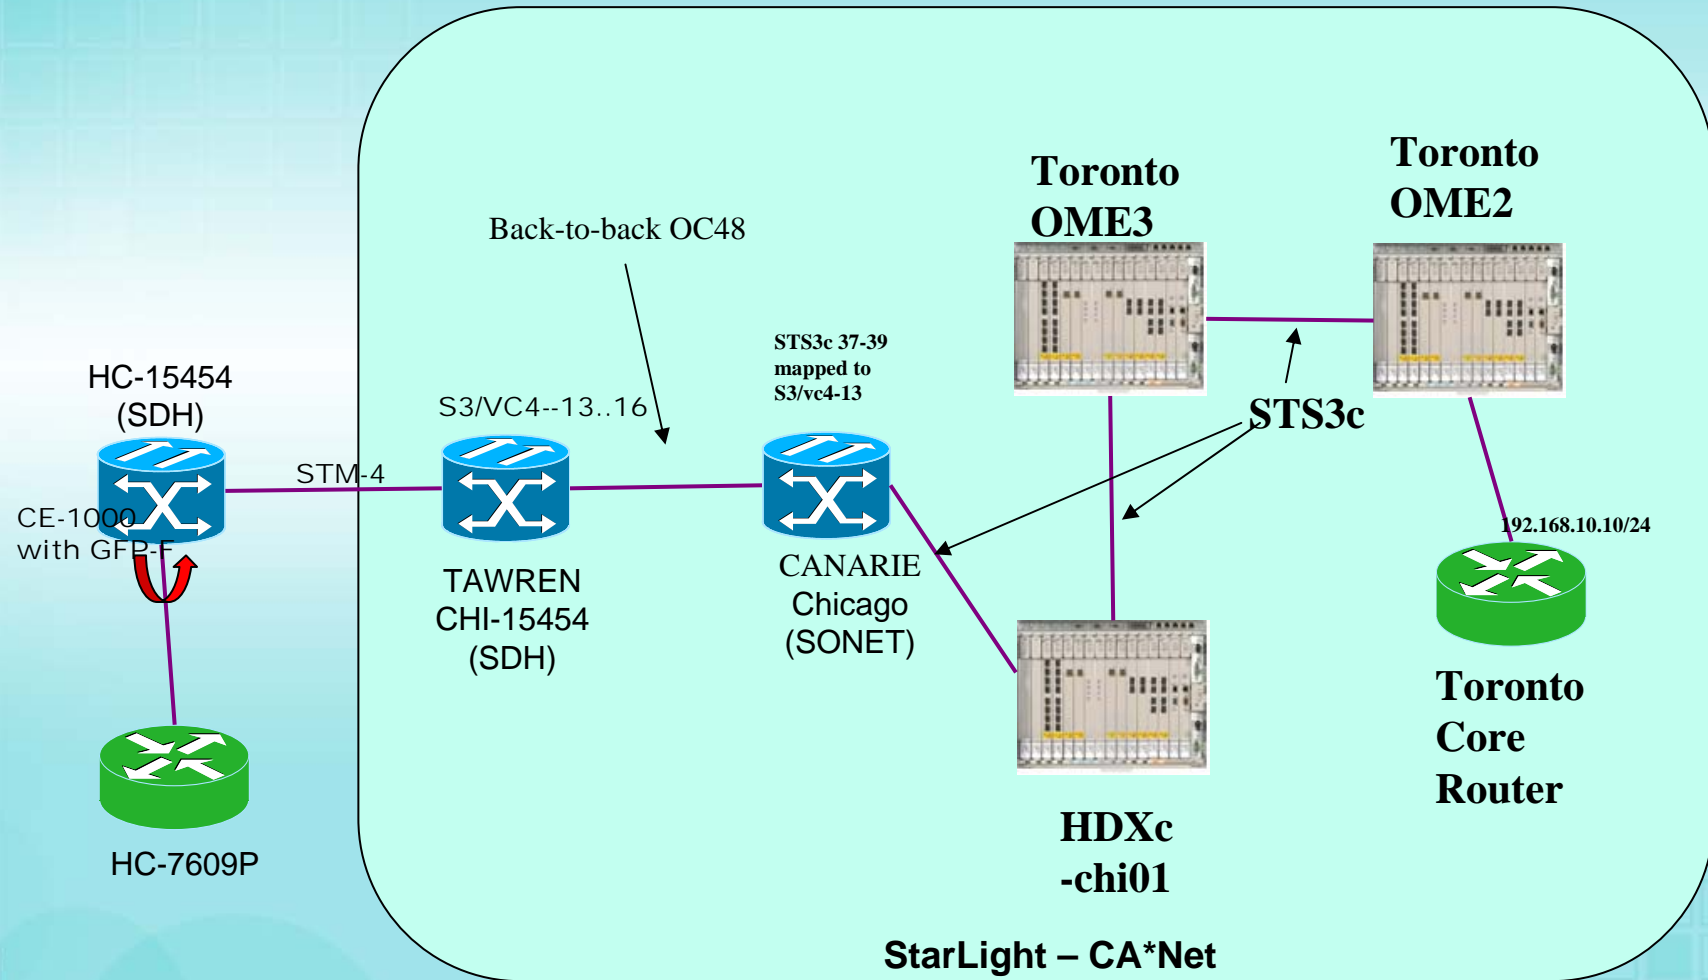 Toronto
OME3
Toronto
OME2
Back-to-back OC48
STS3c 37-39
mapped to
S3/vc4-13
HC-15454
(SDH)
S3/VC4--13..16
STS3c
STM-4
CE-1000
with GFP-F
192.168.10.10/24
TAWREN
CHI-15454
(SDH)
CANARIE
Chicago
(SONET)
Toronto
Core
Router
HC-7609P
HDXc
-chi01
StarLight – CA*Net